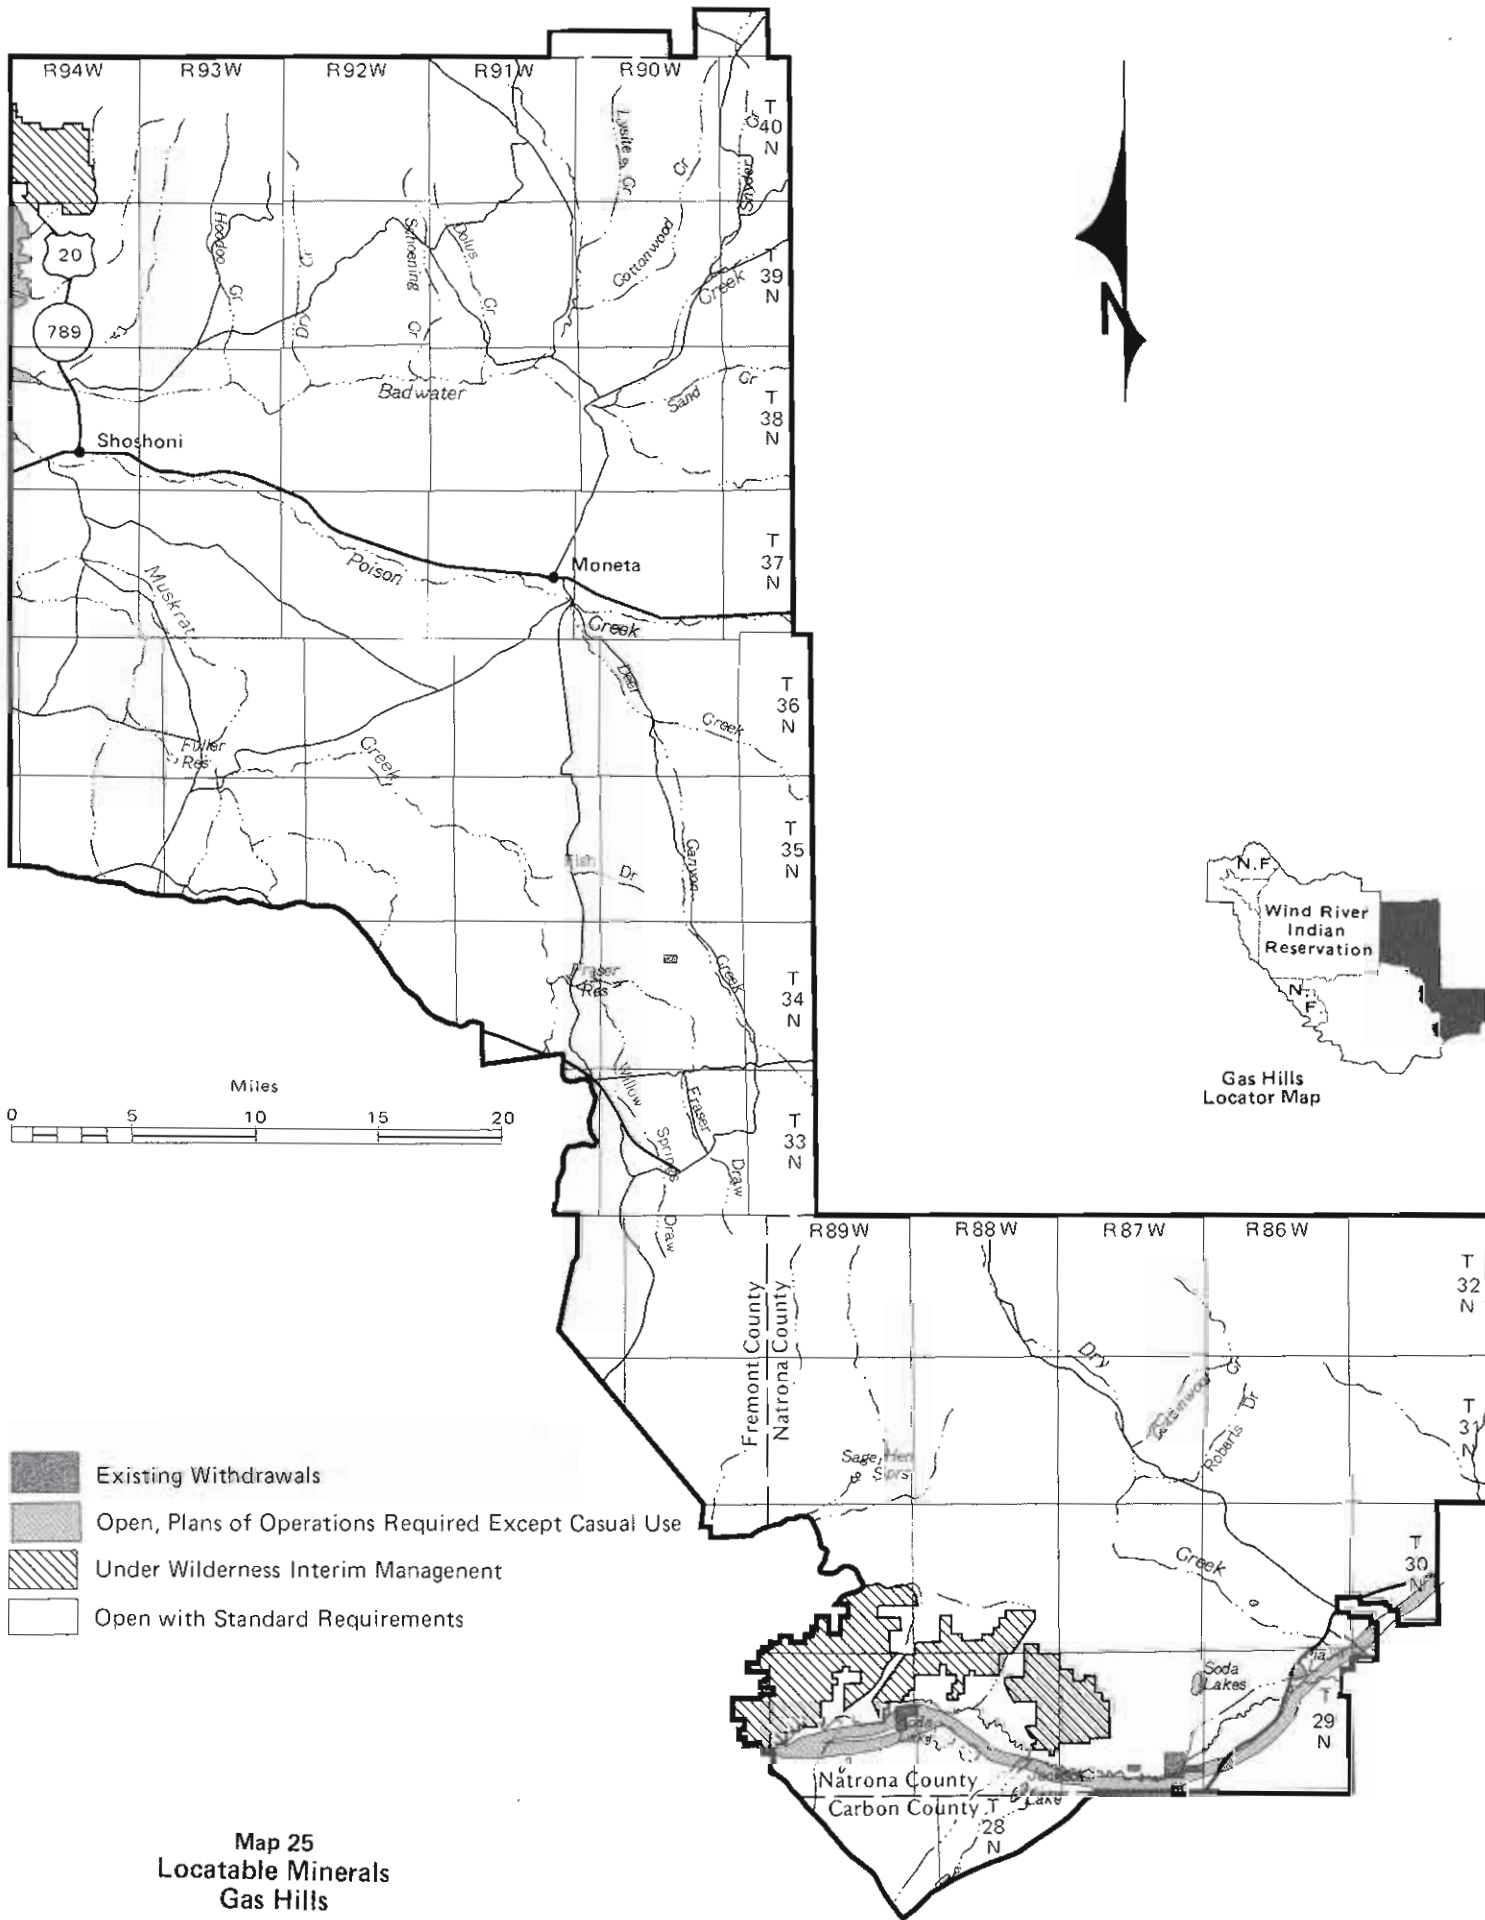 R94W
R93W
R92W
R91W
R90W
T
40
N
Lysite
Cr
Cr
Cr
Snyder
Cottonwood
Hoodoo
Cr
20
Dry
Cr
Schoening
Cr
Dolus
Cr
T
39
N
Creek
789
Badwater
Sand
Cr
T
38
N
Shoshoni
T
37
N
Moneta
Poison
Creek
Muskrat
Deer
Creek
T
36
N
Fuller
Res
Creek
T
35
N
Fish
Dr
Canyon
Creek
N
N.F.
Wind River
Indian
Reservation
N.
F.
Gas Hills
Locator Map
Fraser
Res
T
34
N
Willow
Springs
Draw
Fraser
Draw
T
33
N
Miles
0
5
10
15
20
R89W
R88W
R87W
R86W
T
32
N
Fremont County
Natrona County
Dry
Cottonwood
Cr
Roberts Dr
T
31
N
Sage Hen
Sprs
Existing Withdrawals
Open, Plans of Operations Required Except Casual Use
Under Wilderness Interim Managenent
Open with Standard Requirements
Creek
T
30
N
Soda
Lakes
T
29
N
Natrona County
Carbon County
Lake
T
28
N
Map 25
Locatable Minerals
Gas Hills